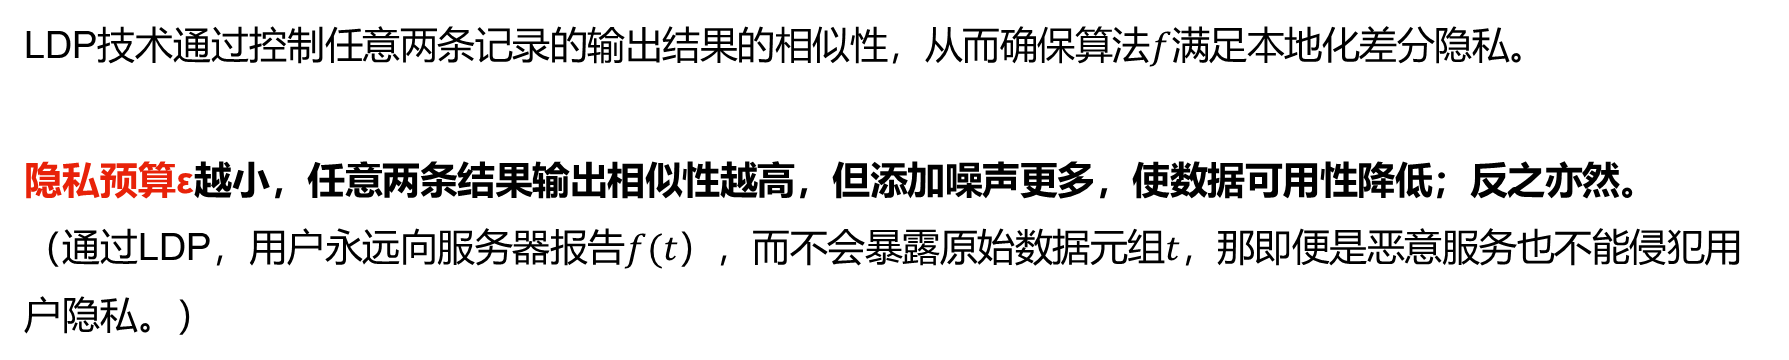 LDP技术通过控制任意两条记录的输出结果的相似性，从而确保算法f满足本地化差分隐私。
隐私预算ε越小，任意两条结果输出相似性越高，但添加噪声更多，使数据可用性降低；反之亦然。
（通过LDP，用户永远向服务器报告f(t），而不会暴露原始数据元组t，那即便是恶意服务也不能侵犯用
户隐私。）